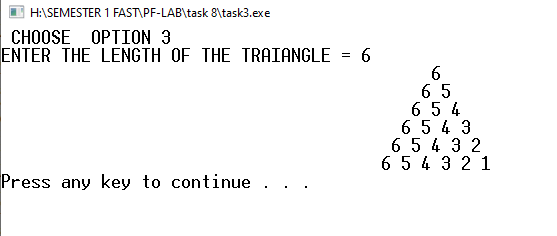 H:\SEMESTER 1 FAST\PF-LAB\task 8\task3.exe
CHOOSE  OPTION 3
ENTER THE LENGTH OF THE TRAIANGLE = 6
6
6 5
6 5 4
6 5 4 3
6 5 4 3 2
6 5 4 3 2 1
Press any key to continue . . .